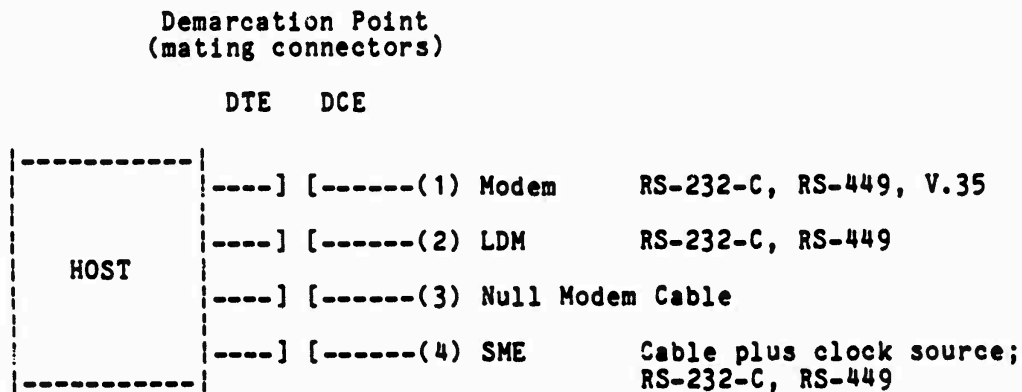 Demarcation Point
(mating connectors)
DTE DCE
----] [------(1) Modem RS-232-C, RS-449, V.35
----] [------(2) LDM RS-232-C, RS-449
HOST
----] [------(3) Null Modem Cable
----] [------(4) SME Cable plus clock source;
RS-232-C, RS-449